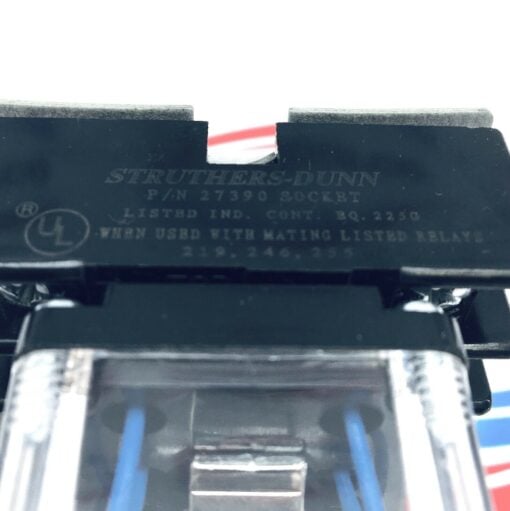 STRUTHERS-DUNN
P/N 27390 SOCKET
LISTED IND. CONT. EQ. 225G
® UL WHEN USED WITH MATING LISTED RELAYS
219, 246, 255